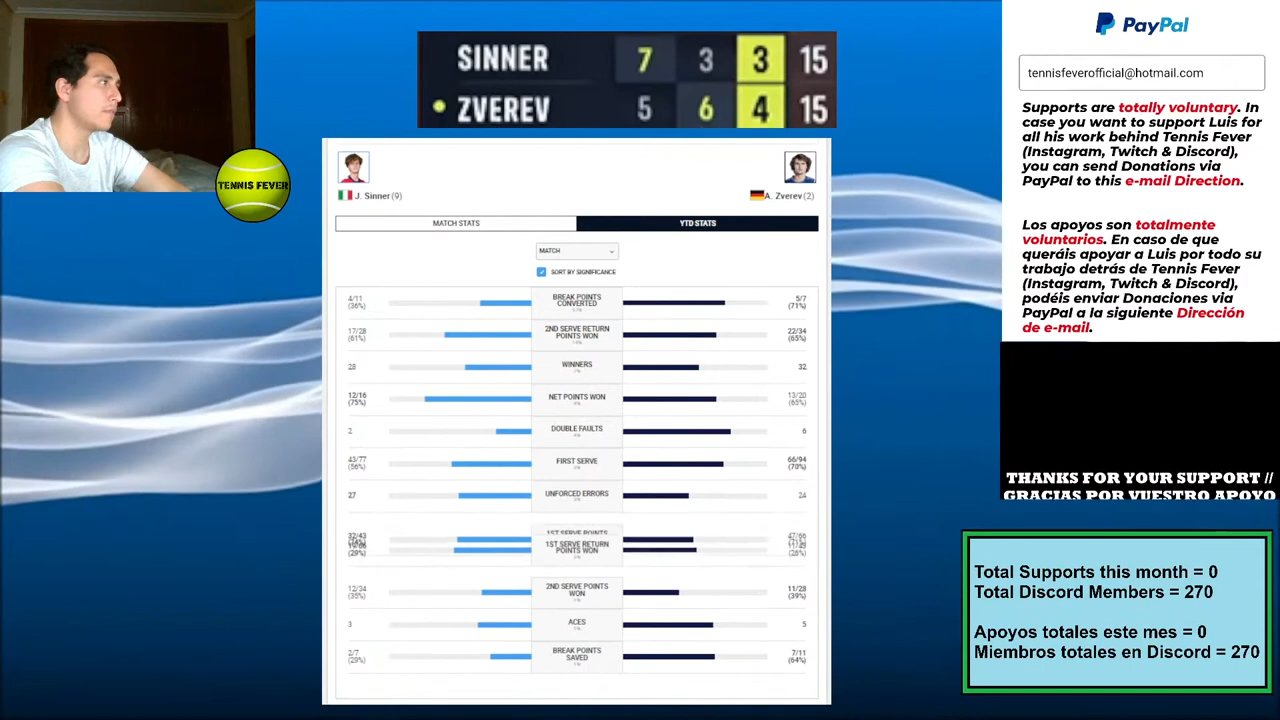 SINNER 7 3 3 15
ZVEREV 5 6 4 15
TENNIS FEVER
J. Sinner (9)
A. Zverev (2)
MATCH STATS
YTD STATS
MATCH
SORT BY SIGNIFICANCE
4/11
(36%)
BREAK POINTS
CONVERTED
5/7
(71%)
17/28
(61%)
2ND SERVE RETURN
POINTS WON
22/34
(65%)
28
WINNERS
32
12/16
(75%)
NET POINTS WON
13/20
(65%)
2
DOUBLE FAULTS
6
43/77
(56%)
FIRST SERVE
66/94
(70%)
27
UNFORCED ERRORS
24
32/43
1ST SERVE POINTS
47/66
(29%)
1ST SERVE RETURN
POINTS WON
(26%)
12/34
(35%)
2ND SERVE POINTS
WON
11/28
(39%)
3
ACES
5
2/7
(29%)
BREAK POINTS
SAVED
7/11
(64%)
PayPal
tennisfeverofficial@hotmail.com
Supports are totally voluntary. In
case you want to support Luis for
all his work behind Tennis Fever
(Instagram, Twitch & Discord),
you can send Donations via
PayPal to this e-mail Direction.
Los apoyos son totalmente
voluntarios. En caso de que
queráis apoyar a Luis por todo su
trabajo detrás de Tennis Fever
(Instagram, Twitch & Discord),
podéis enviar Donaciones via
PayPal a la siguiente Dirección
de e-mail.
THANKS FOR YOUR SUPPORT //
GRACIAS POR VUESTRO APOYO
Total Supports this month = 0
Total Discord Members = 270
Apoyos totales este mes = 0
Miembros totales en Discord = 270